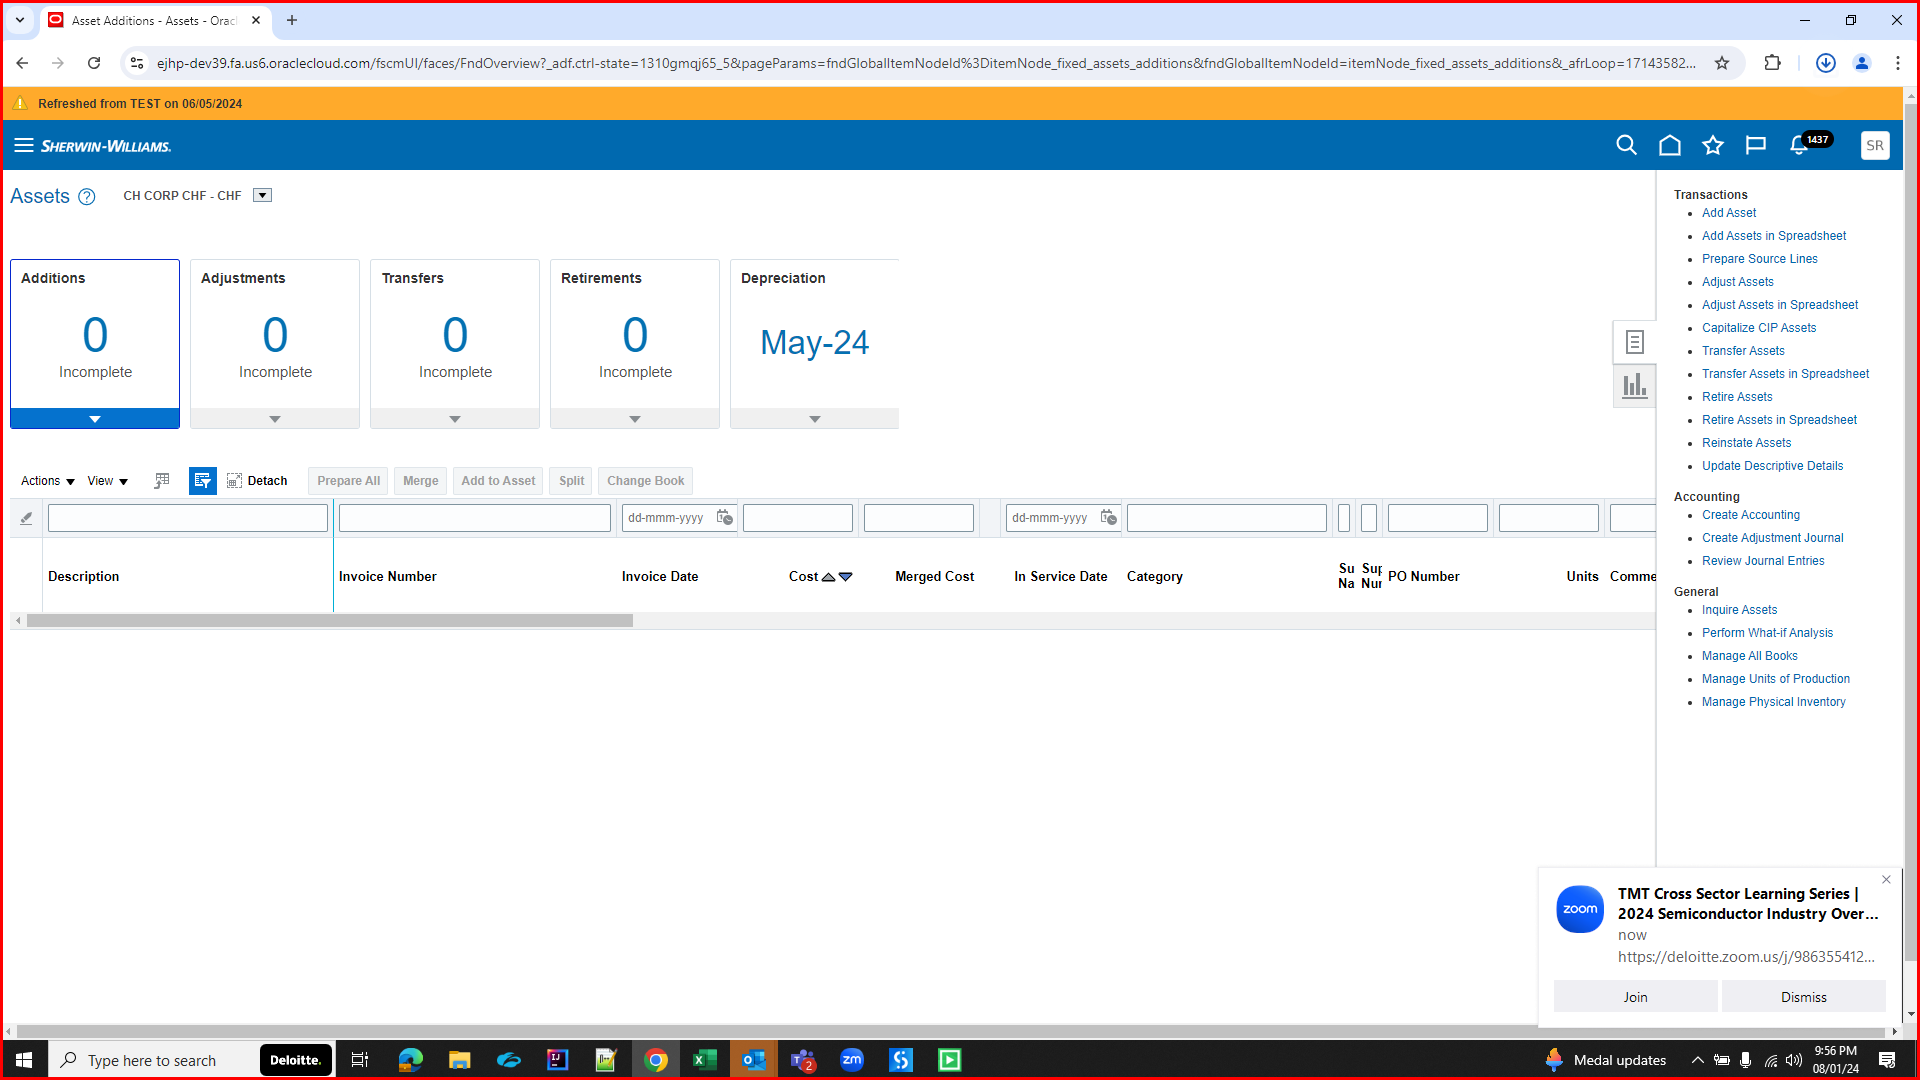 Asset Additions - Assets - Orac
ejhp-dev39.fa.us6.oraclecloud.com/fscmUI/faces/FndOverview?_adf.ctrl-state=1310gmqj65_5&pageParams=fndGlobalItemNodeId%3DitemNode_fixed_assets_additions&fndGlobalItemNodeId=itemNode_fixed_assets_additions&_afrLoop=17143582...
Refreshed from TEST on 06/05/2024
SHERWIN-WILLIAMS.
1437
SR
Assets ? CH CORP CHF - CHF
Additions
0
Incomplete
Adjustments
0
Incomplete
Transfers
0
Incomplete
Retirements
0
Incomplete
Depreciation
May-24
Actions View Detach Prepare All Merge Add to Asset Split Change Book
dd-mmm-yyyy dd-mmm-yyyy
Description Invoice Number Invoice Date Cost Merged Cost In Service Date Category Su Na Sup Nur PO Number Units Comme
Transactions
Add Asset
Add Assets in Spreadsheet
Prepare Source Lines
Adjust Assets
Adjust Assets in Spreadsheet
Capitalize CIP Assets
Transfer Assets
Transfer Assets in Spreadsheet
Retire Assets
Retire Assets in Spreadsheet
Reinstate Assets
Update Descriptive Details
Accounting
Create Accounting
Create Adjustment Journal
Review Journal Entries
General
Inquire Assets
Perform What-if Analysis
Manage All Books
Manage Units of Production
Manage Physical Inventory
zoom
TMT Cross Sector Learning Series |
2024 Semiconductor Industry Over...
now
https://deloitte.zoom.us/j/986355412...
Join Dismiss
Type here to search Deloitte. zm 2 Medal updates
9:56 PM
08/01/24